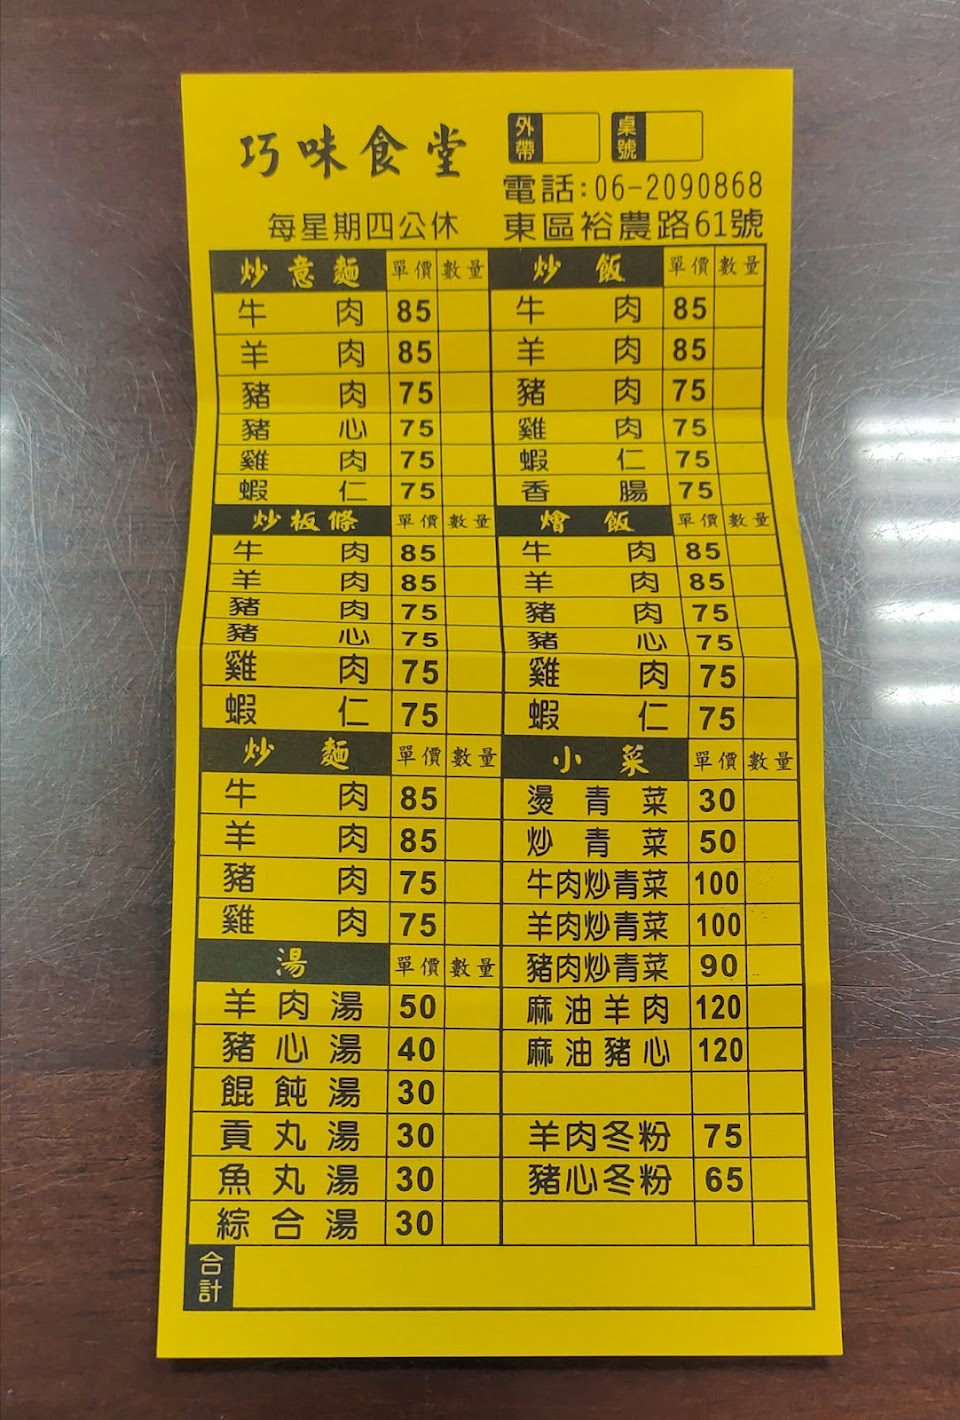 巧味食堂
外帶
桌號
電話:06-2090868
每星期四公休
東區裕農路61號
炒意麵 單價 數量
牛肉 85
羊肉 85
豬肉 75
豬心 75
雞肉 75
蝦仁 75
炒板條 單價 數量
牛肉 85
羊肉 85
豬肉 75
豬心 75
雞肉 75
蝦仁 75
炒麵 單價 數量
牛肉 85
羊肉 85
豬肉 75
雞肉 75
湯 單價 數量
羊肉湯 50
豬心湯 40
餛飩湯 30
貢丸湯 30
魚丸湯 30
綜合湯 30
炒飯 單價 數量
牛肉 85
羊肉 85
豬肉 75
雞肉 75
蝦仁 75
香腸 75
燴飯 單價 數量
牛肉 85
羊肉 85
豬肉 75
豬心 75
雞肉 75
蝦仁 75
小菜 單價 數量
燙青菜 30
炒青菜 50
牛肉炒青菜 100
羊肉炒青菜 100
豬肉炒青菜 90
麻油羊肉 120
麻油豬心 120
羊肉冬粉 75
豬心冬粉 65
合計